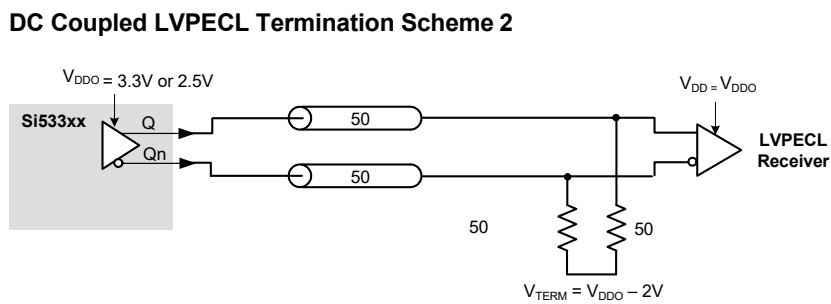 DC Coupled LVPECL Termination Scheme 2
VDDO = 3.3V or 2.5V
VDD = VDDO
Si533xx
Q
50
LVPECL
Receiver
Qn
50
50
50
VTERM = VDDO – 2V